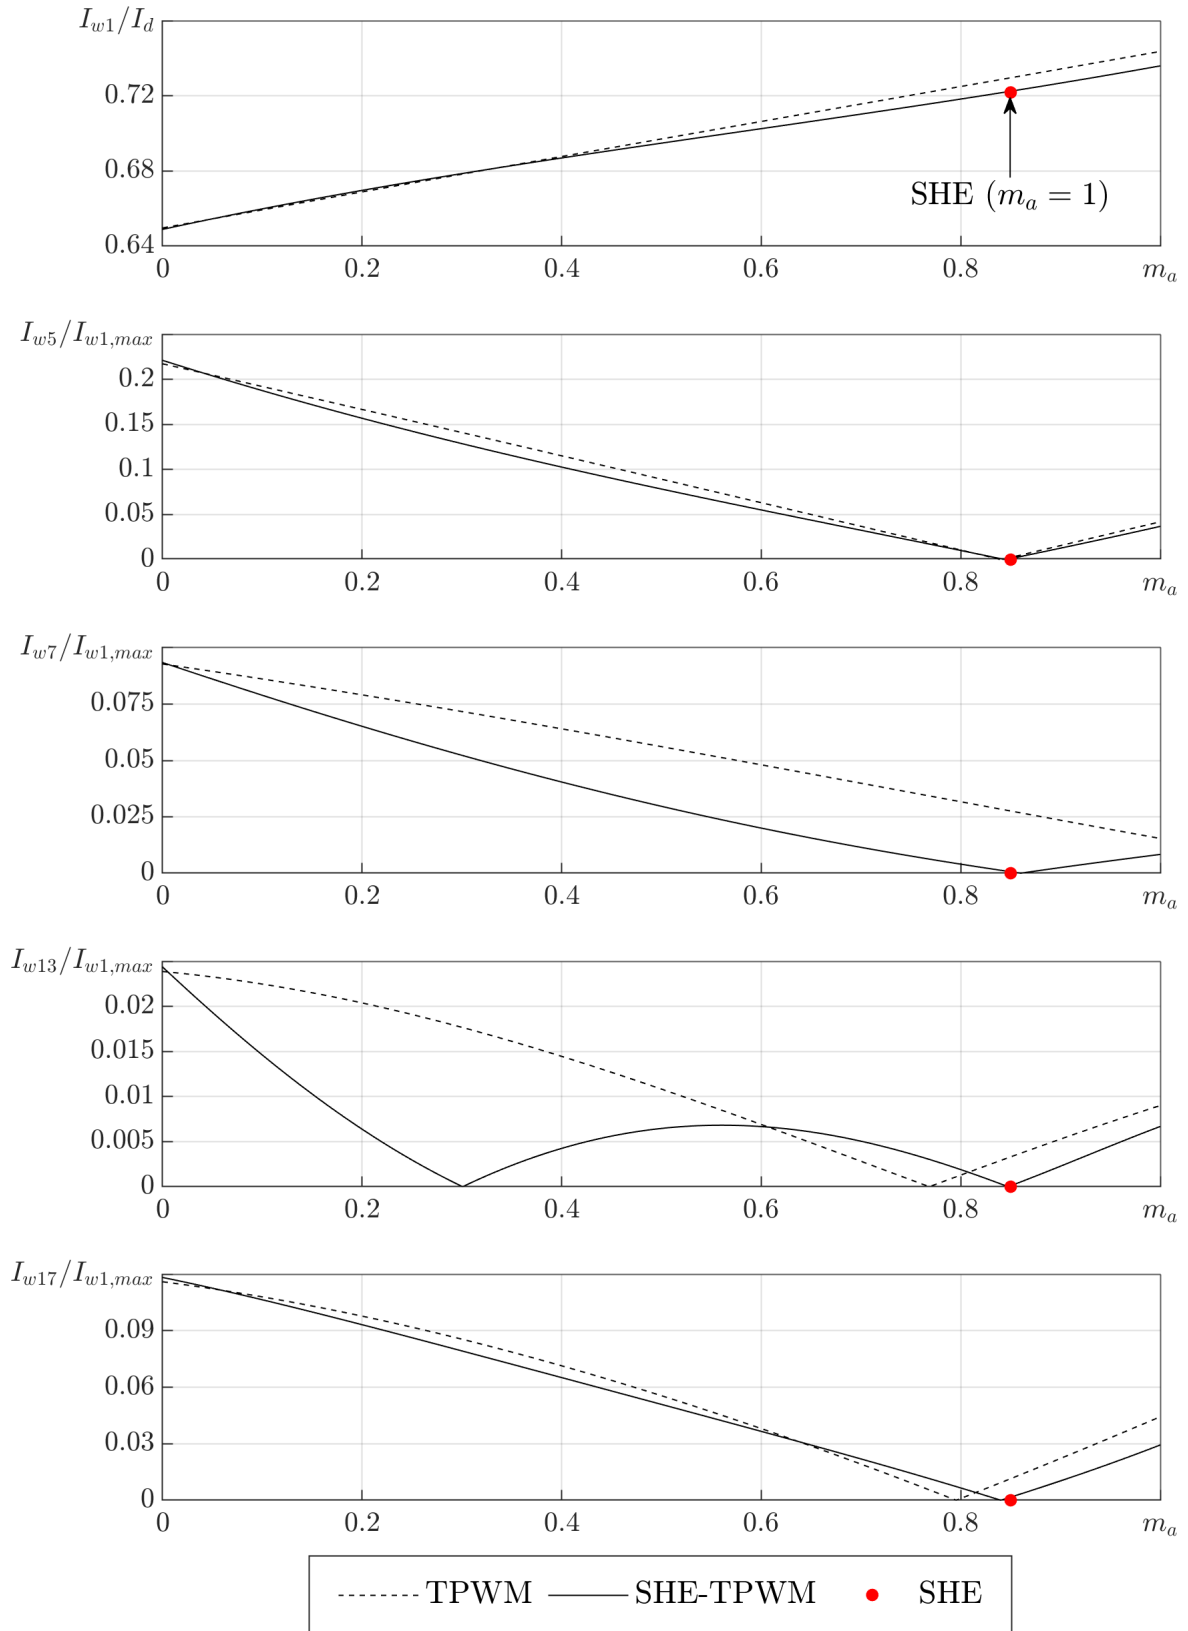 I_{w1}/I_d
0.72
0.68
SHE (m_a = 1)
0.64
0 0.2 0.4 0.6 0.8 m_a
I_{w5}/I_{w1,max}
0.2
0.15
0.1
0.05
0
0 0.2 0.4 0.6 0.8 m_a
I_{w7}/I_{w1,max}
0.075
0.05
0.025
0
0 0.2 0.4 0.6 0.8 m_a
I_{w13}/I_{w1,max}
0.02
0.015
0.01
0.005
0
0 0.2 0.4 0.6 0.8 m_a
I_{w17}/I_{w1,max}
0.09
0.06
0.03
0
0 0.2 0.4 0.6 0.8 m_a
TPWM SHE-TPWM SHE